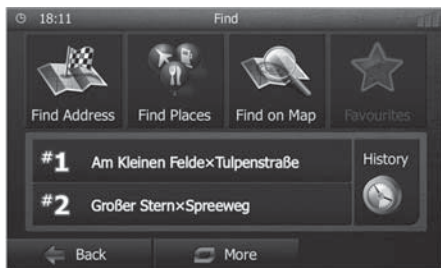 18:11 Find
Find Address Find Places Find on Map Favourites
#1 Am Kleinen Felde×Tulpenstraße History
#2 Großer Stern×Spreeweg
Back More